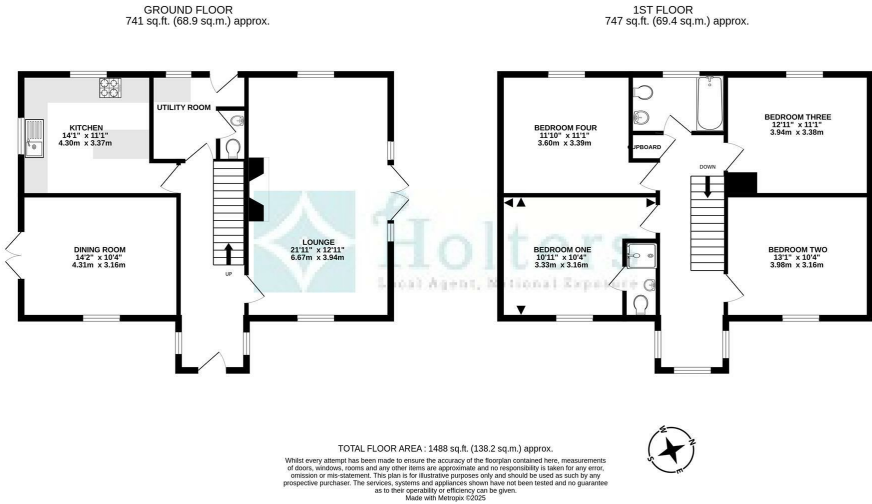 GROUND FLOOR
741 sq.ft. (68.9 sq.m.) approx.
KITCHEN
14'1" x 11'1"
4.30m x 3.37m
UTILITY ROOM
DINING ROOM
14'2" x 10'4"
4.31m x 3.16m
UP
LOUNGE
21'11" x 12'11"
6.67m x 3.94m
1ST FLOOR
747 sq.ft. (69.4 sq.m.) approx.
BEDROOM FOUR
11'10" x 11'1"
3.60m x 3.39m
UPBOARD
DOWN
BEDROOM THREE
12'11" x 11'1"
3.94m x 3.38m
BEDROOM ONE
10'11" x 10'4"
3.33m x 3.16m
BEDROOM TWO
13'1" x 10'4"
3.98m x 3.16m
Holters
Local Agent, National Exposure
N
E
S
W
TOTAL FLOOR AREA : 1488 sq.ft. (138.2 sq.m.) approx.
Whilst every attempt has been made to ensure the accuracy of the floorplan contained here, measurements
of doors, windows, rooms and any other items are approximate and no responsibility is taken for any error,
omission or mis-statement. This plan is for illustrative purposes only and should be used as such by any
prospective purchaser. The services, systems and appliances shown have not been tested and no guarantee
as to their operability or efficiency can be given.
Made with Metropix ©2025